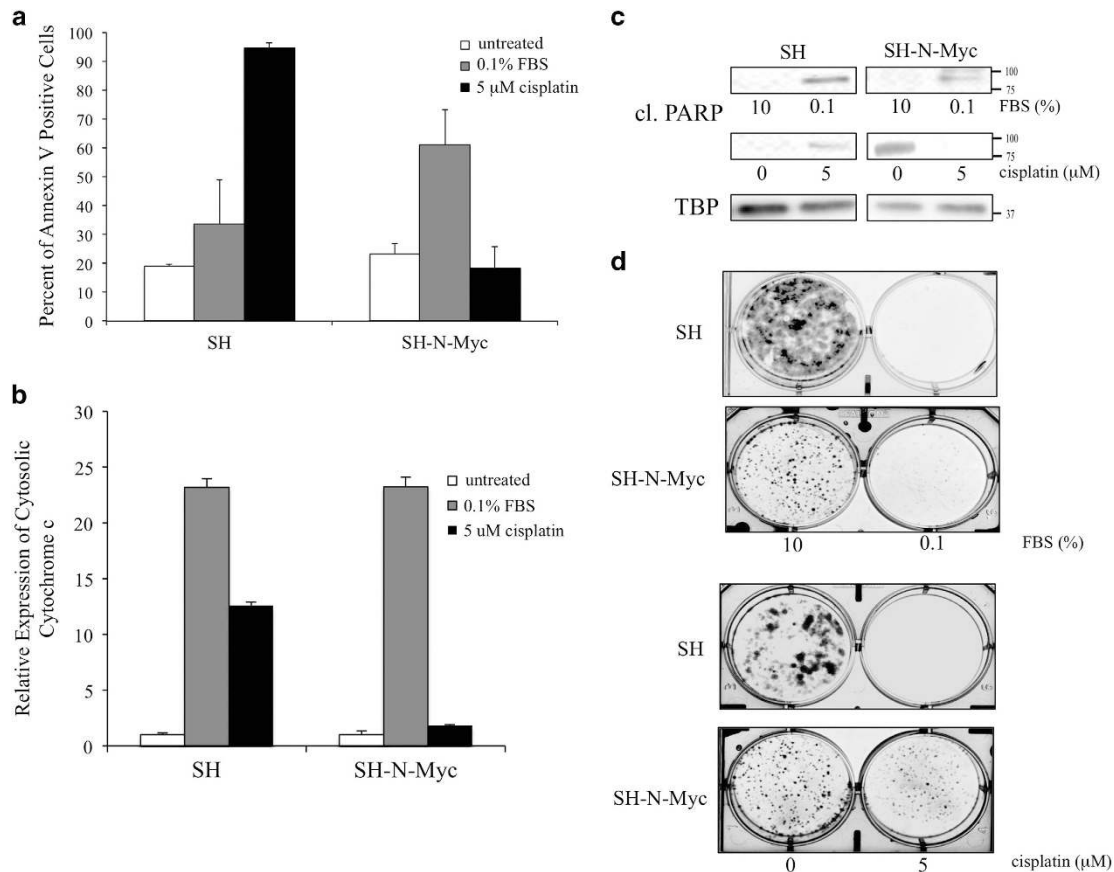 a
Percent of Annexin V Positive Cells
100
90
80
70
60
50
40
30
20
10
0
untreated
0.1% FBS
5 μM cisplatin
SH
SH-N-Myc
b
Relative Expression of Cytosolic
Cytochrome c
30
25
20
15
10
5
0
untreated
0.1% FBS
5 uM cisplatin
SH
SH-N-Myc
c
SH
SH-N-Myc
cl. PARP
100
75
10
0.1
10
0.1
FBS (%)
100
75
0
5
0
5
cisplatin (μM)
TBP
37
d
SH
SH-N-Myc
10
0.1
FBS (%)
SH
SH-N-Myc
0
5
cisplatin (μM)